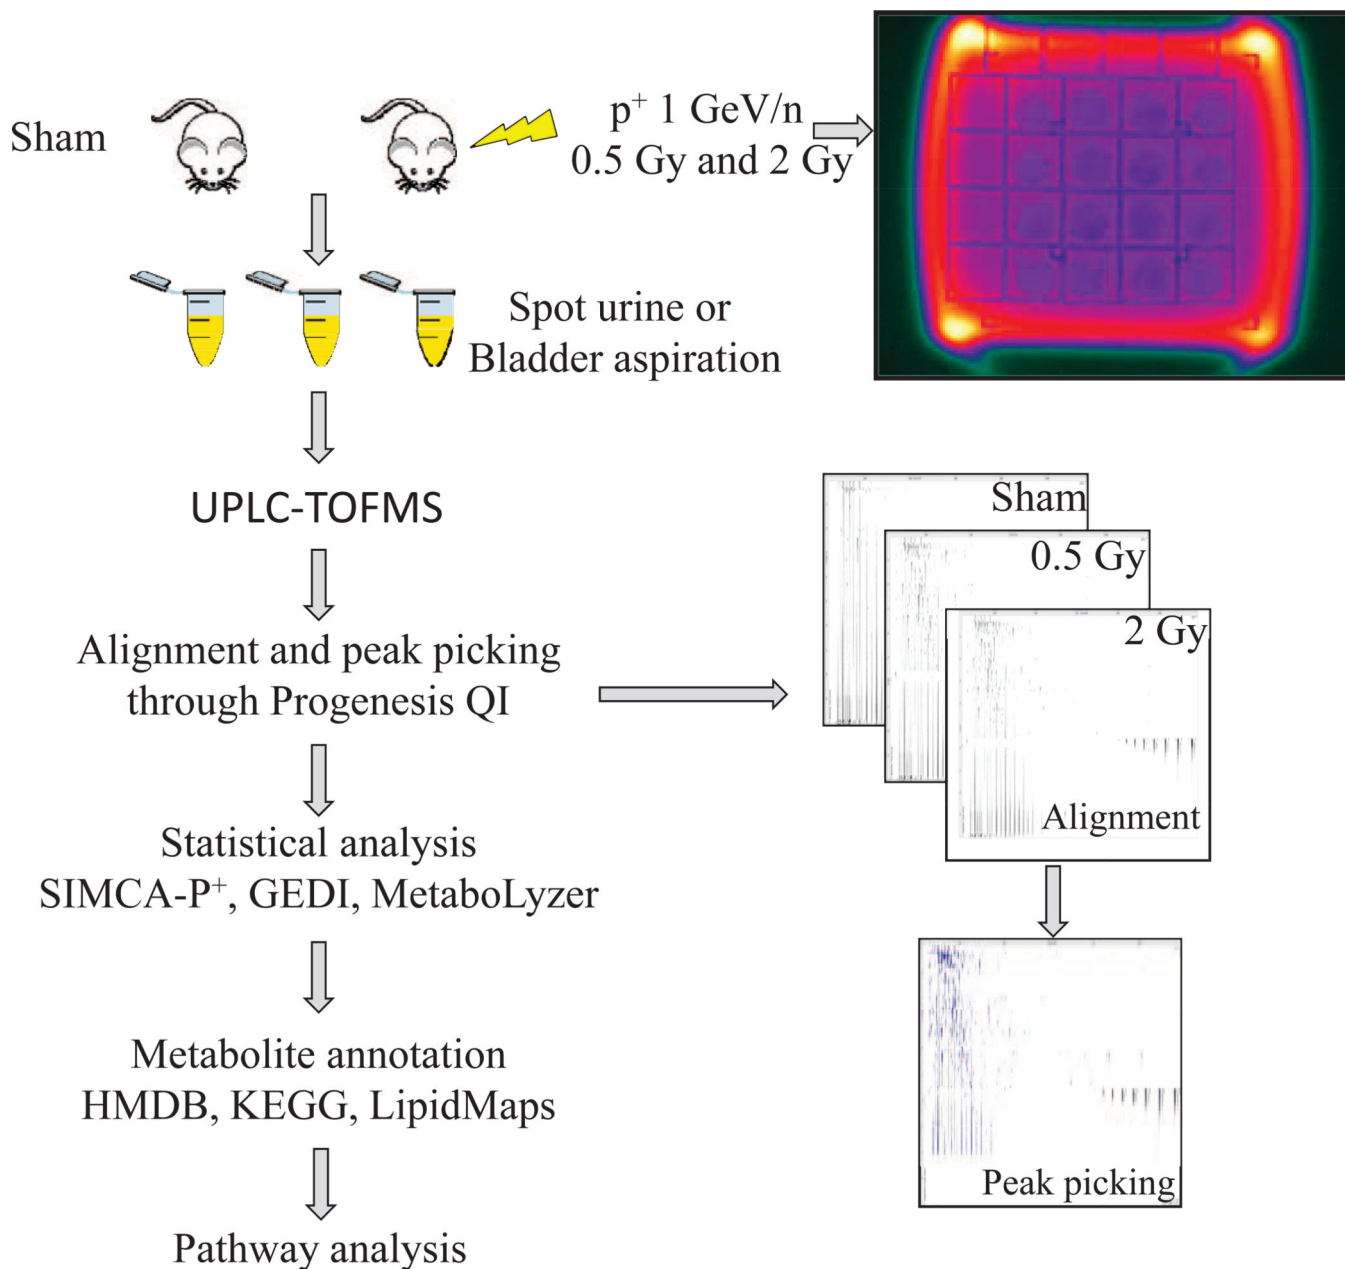 Sham
p⁺ 1 GeV/n
0.5 Gy and 2 Gy
Spot urine or
Bladder aspiration
UPLC-TOFMS
Alignment and peak picking
through Progenesis QI
Sham
0.5 Gy
2 Gy
Alignment
Statistical analysis
SIMCA-P⁺, GEDI, MetaboLyzer
Metabolite annotation
HMDB, KEGG, LipidMaps
Peak picking
Pathway analysis